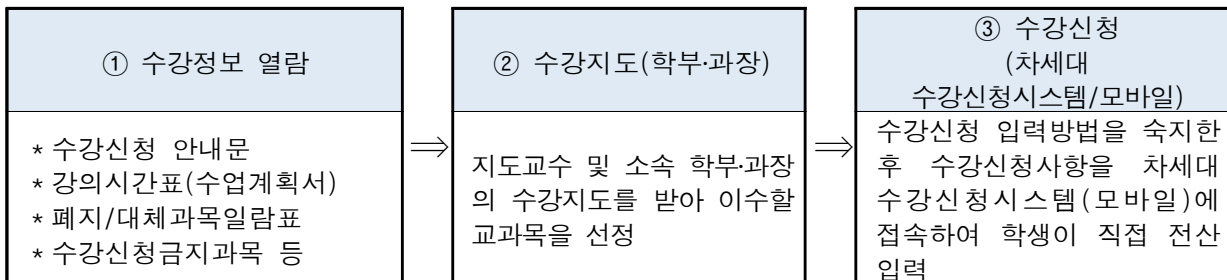 ① 수강정보 열람
* 수강신청 안내문
* 강의시간표(수업계획서)
* 폐지/대체과목일람표
* 수강신청금지과목 등
⇒
② 수강지도(학부·과장)
지도교수 및 소속 학부·과장
의 수강지도를 받아 이수할
교과목을 선정
⇒
③ 수강신청
(차세대
수강신청시스템/모바일)
수강신청 입력방법을 숙지한
후 수강신청사항을 차세대
수강신청시스템(모바일)에
접속하여 학생이 직접 전산
입력